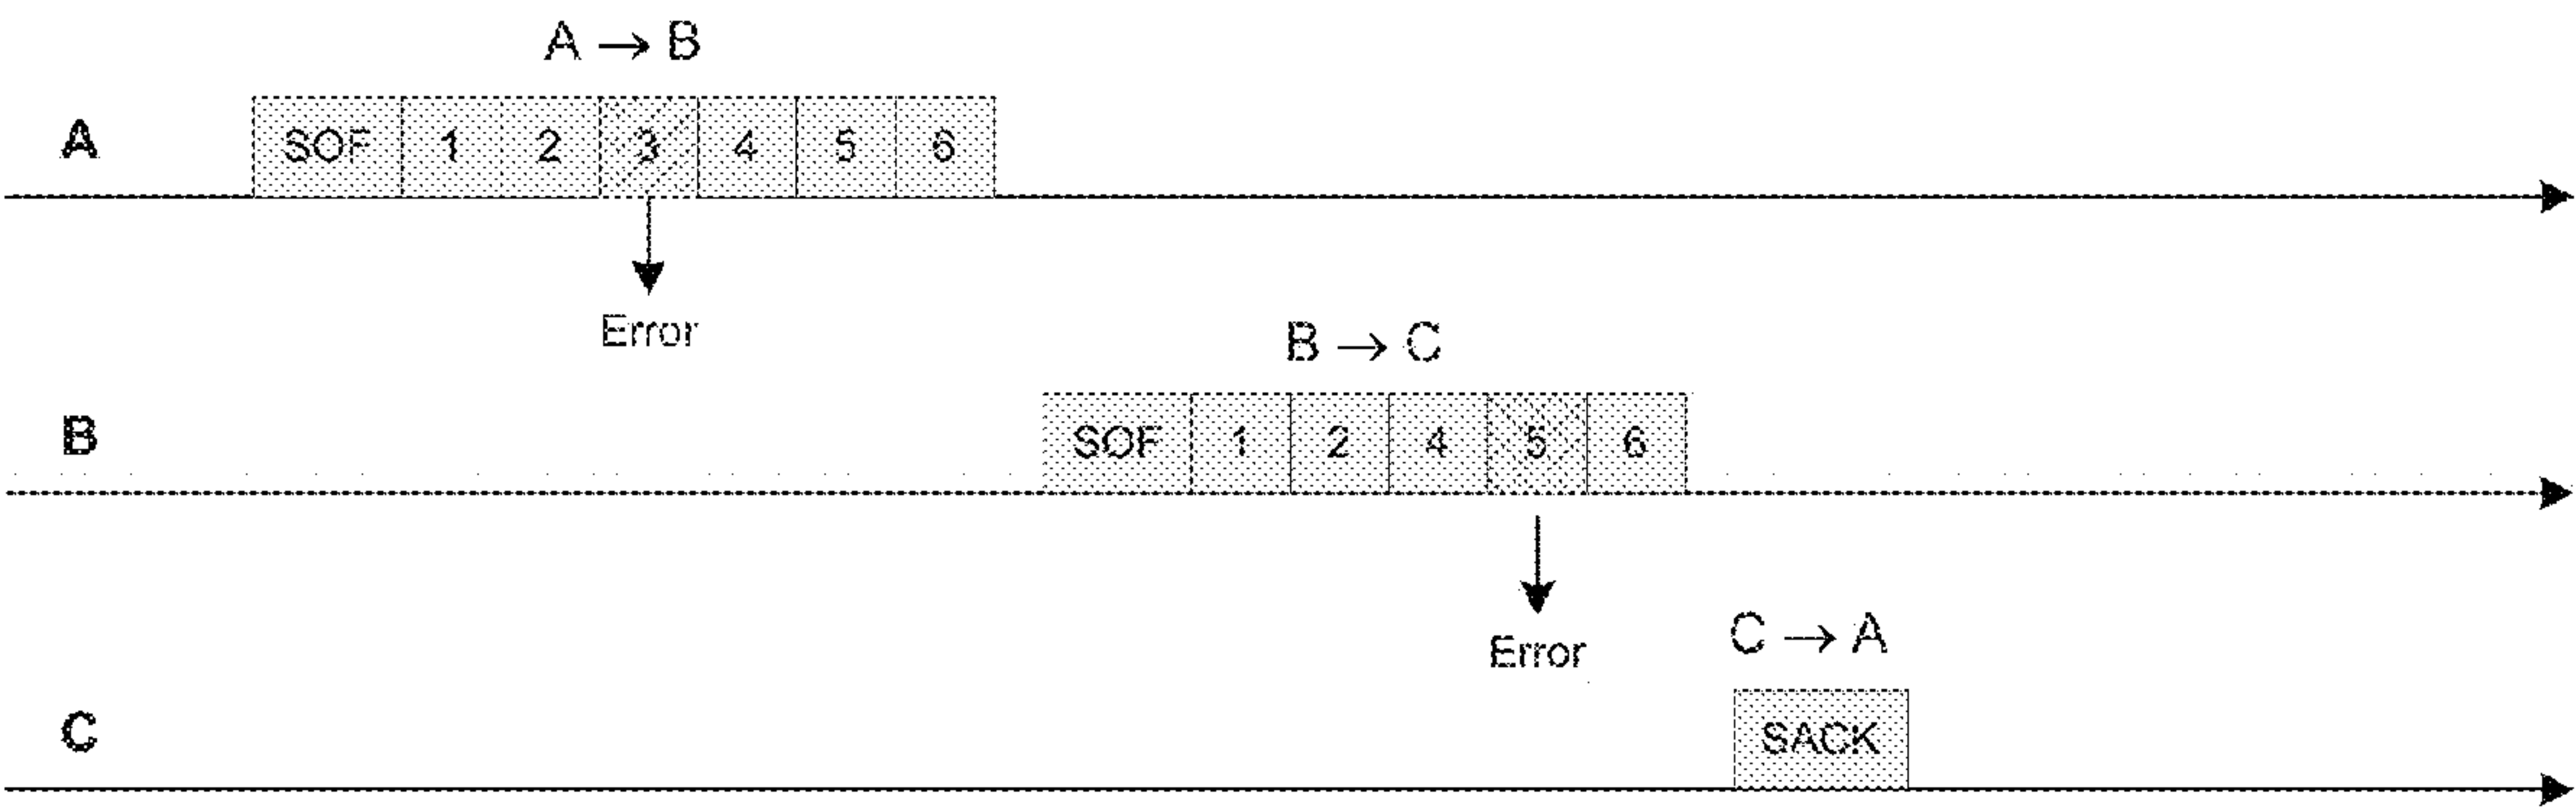 A → B
A SOF 1 2 3 4 5 6
Error
B → C
B SOF 1 2 4 5 6
Error
C → A
C SACK